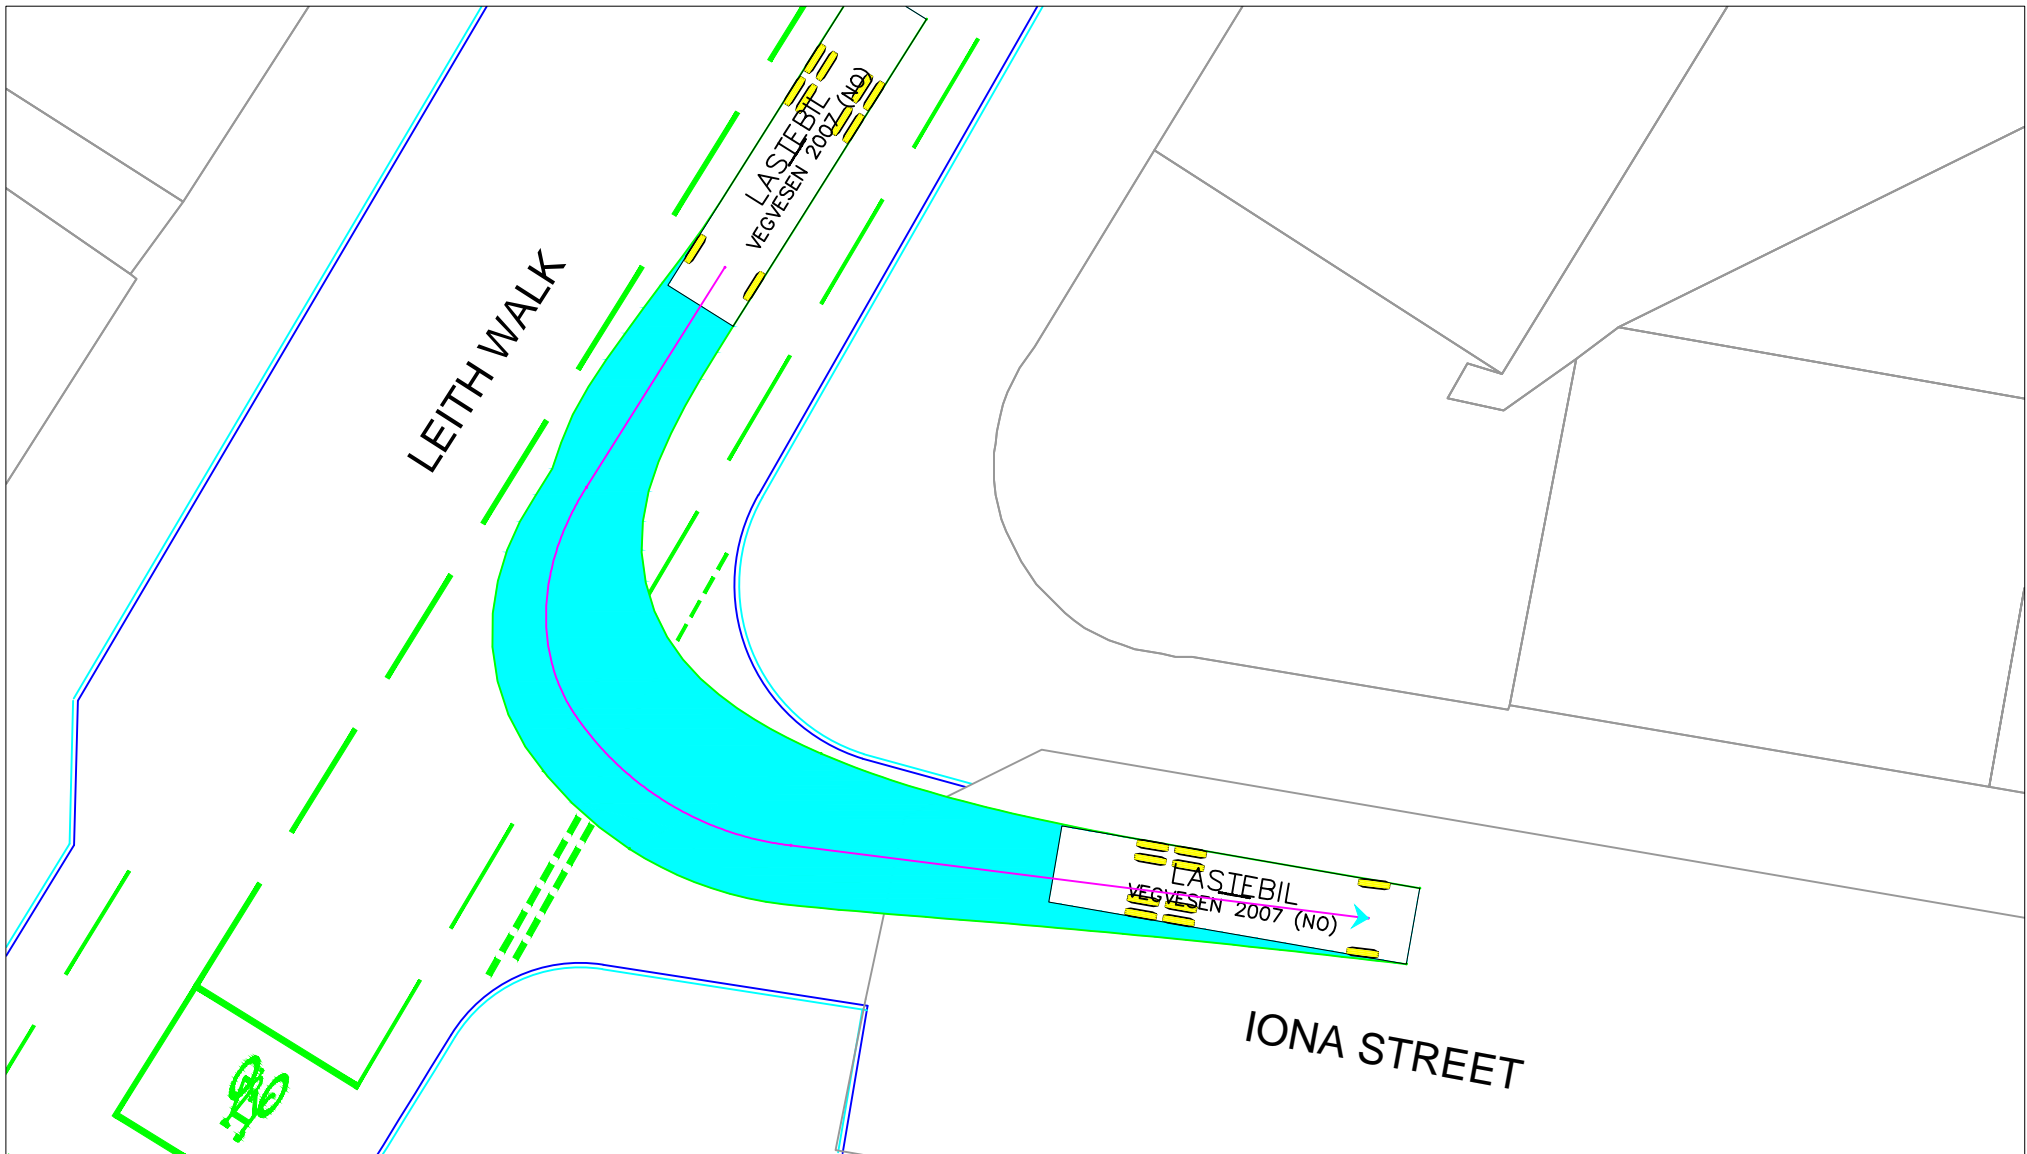 LASTEBIL
VEGVESEN 2007 (NO)
LEITH WALK
LASTEBIL
VEGVESEN 2007 (NO)
IONA STREET